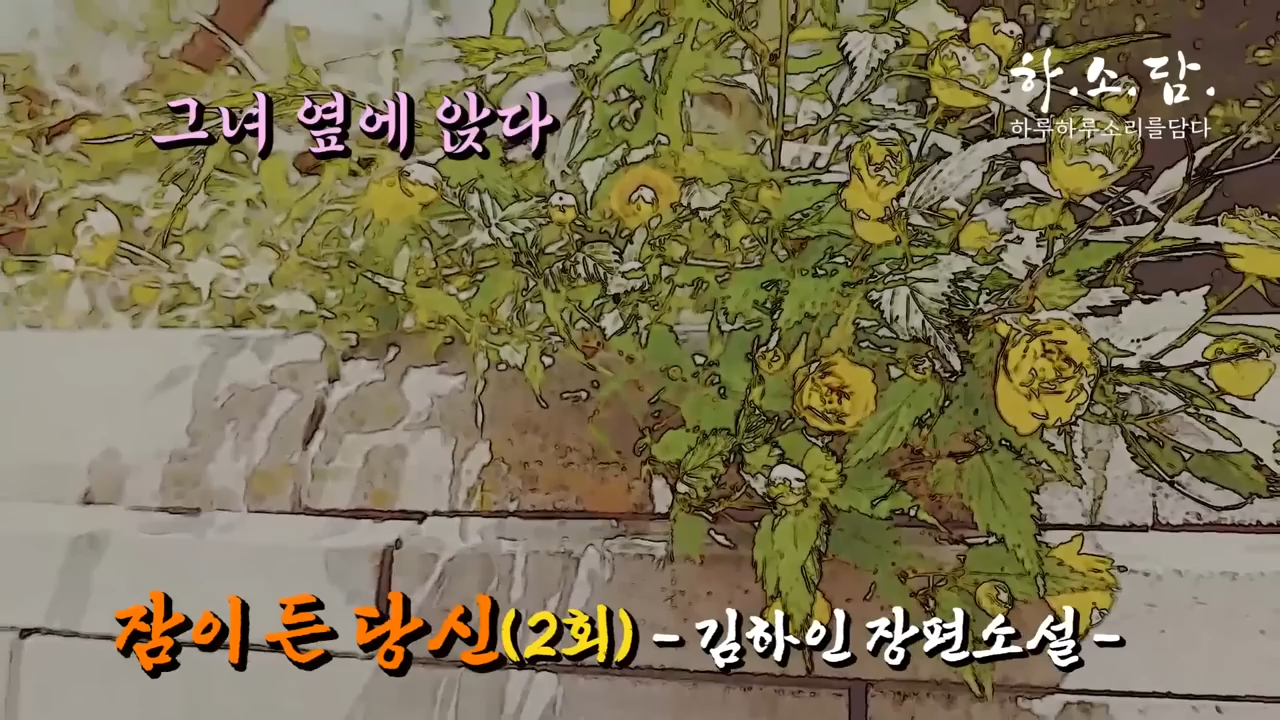 하.소.담.
하루하루소리를담다
그녀 옆에 앉다
잠이 든 당신(2회) - 김하인 장편소설 -